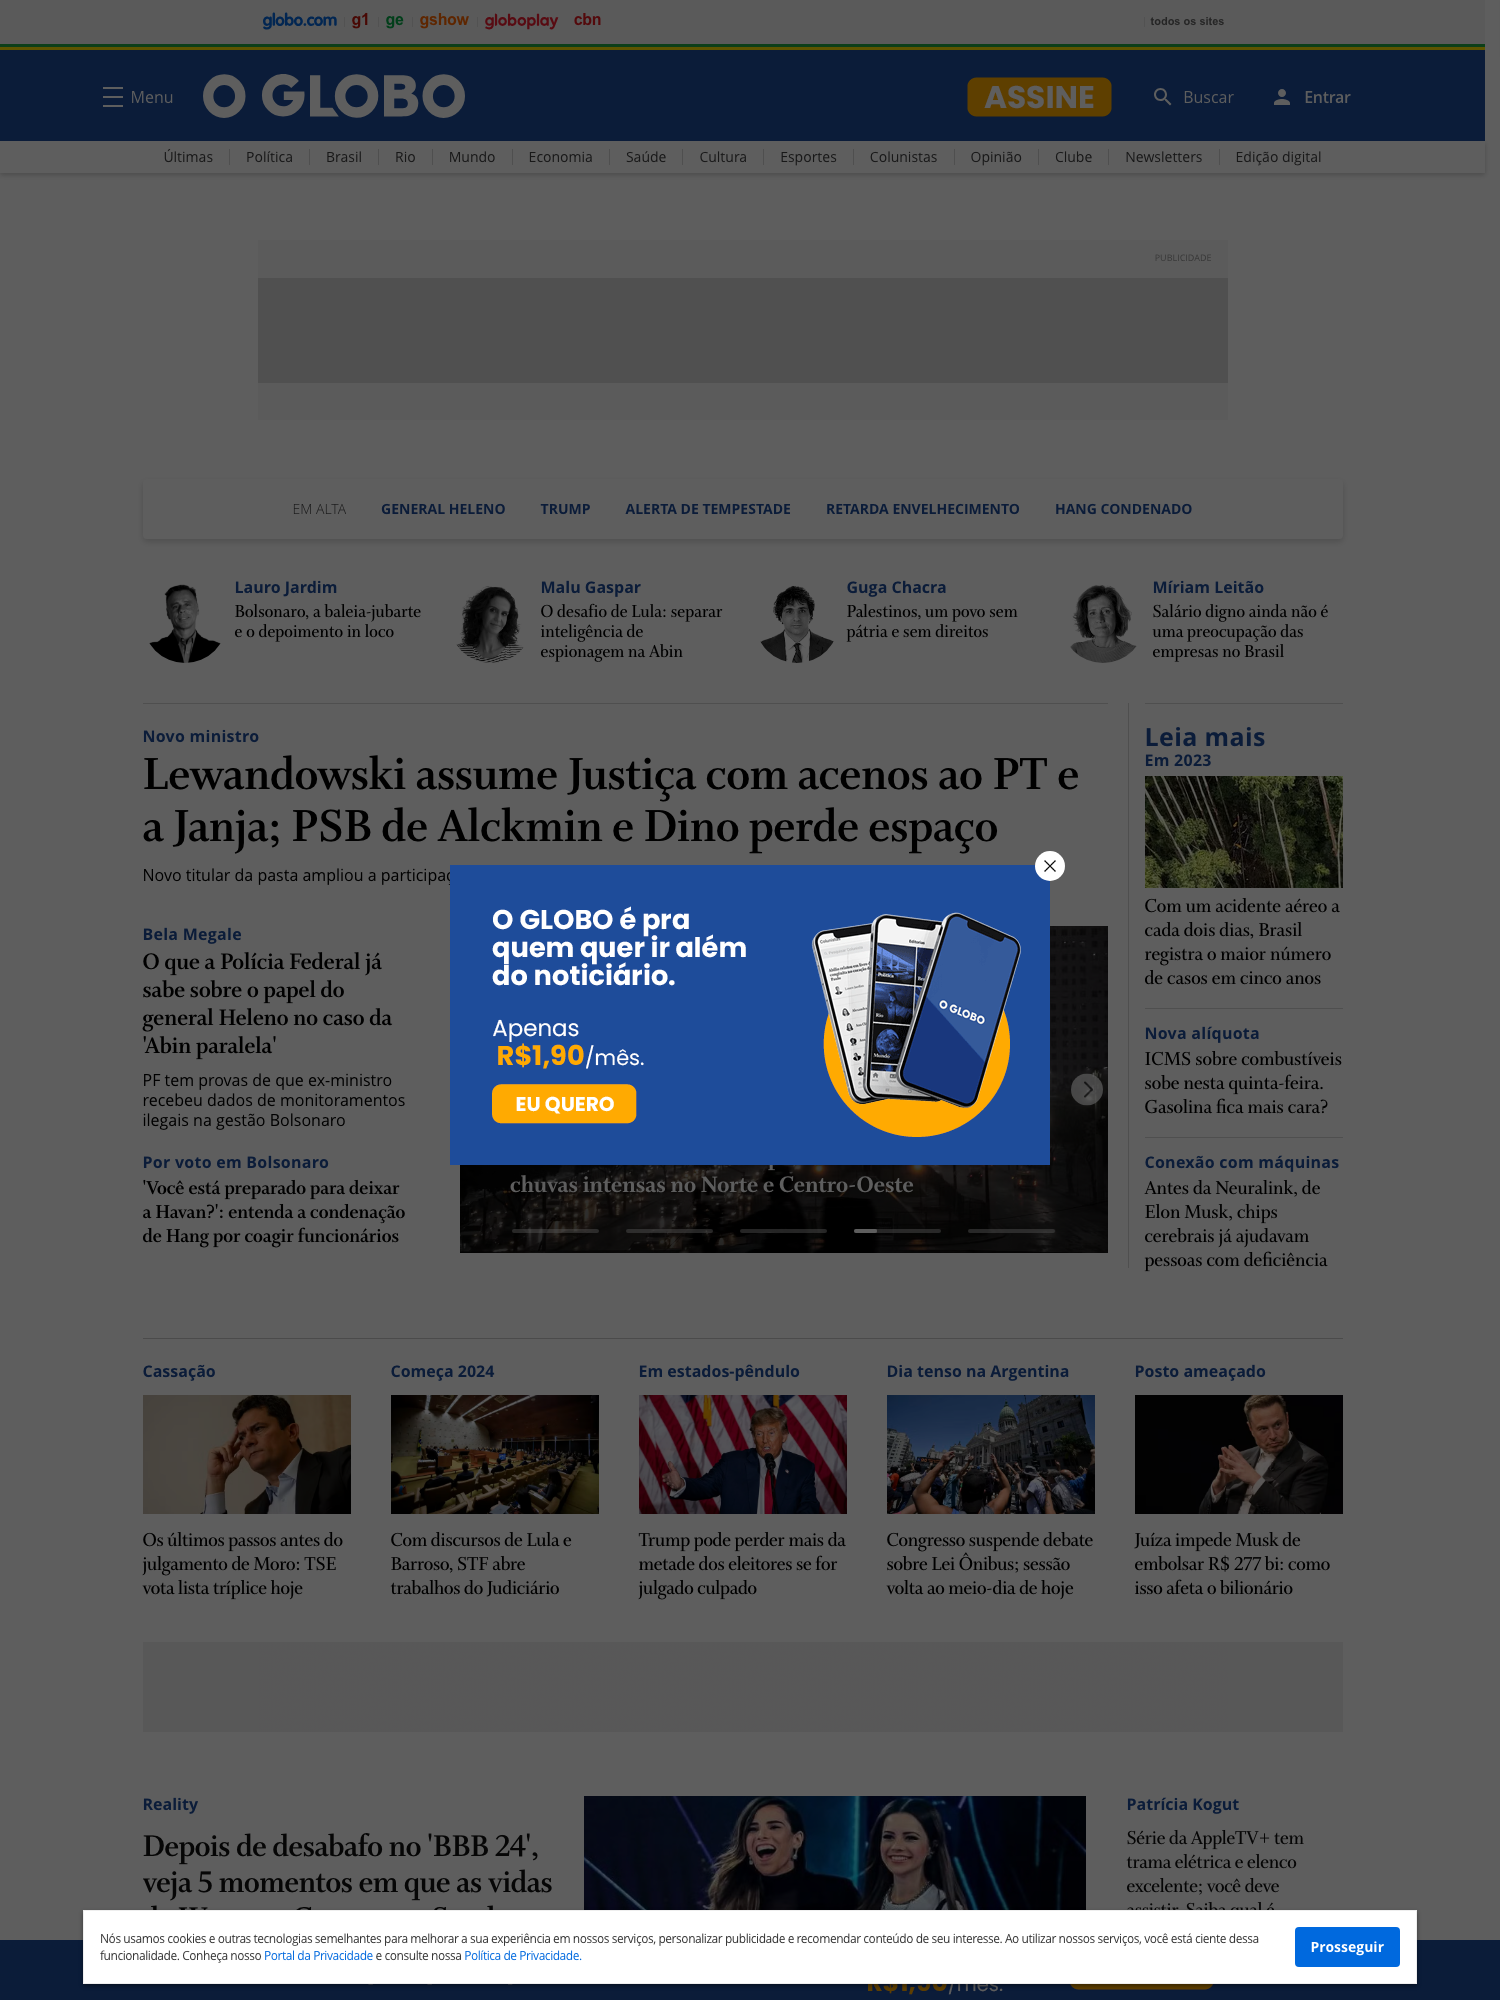 globo.com g1 ge gshow globoplay cbn todos os sites
Menu O GLOBO ASSINE Buscar Entrar
Últimas Política Brasil Rio Mundo Economia Saúde Cultura Esportes Colunistas Opinião Clube Newsletters Edição digital
PUBLICIDADE
EM ALTA GENERAL HELENO TRUMP ALERTA DE TEMPESTADE RETARDA ENVELHECIMENTO HANG CONDENADO
Lauro Jardim
Bolsonaro, a baleia-jubarte
e o depoimento in loco
Malu Gaspar
O desafio de Lula: separar
inteligência de
espionagem na Abin
Guga Chacra
Palestinos, um povo sem
pátria e sem direitos
Míriam Leitão
Salário digno ainda não é
uma preocupação das
empresas no Brasil
Novo ministro
Lewandowski assume Justiça com acenos ao PT e
a Janja; PSB de Alckmin e Dino perde espaço
Novo titular da pasta ampliou a
Bela Megale
O que a Polícia Federal já
sabe sobre o papel do
general Heleno no caso da
'Abin paralela'
PF tem provas de que ex-ministro
recebeu dados de monitoramentos
ilegais na gestão Bolsonaro
Por voto em Bolsonaro
'Você está preparado para deixar
a Havan?': entenda a condenação
de Hang por coagir funcionários
O GLOBO é pra
quem quer ir além
do noticiário.
Apenas
R$1,90/mês.
EU QUERO
O GLOBO
chuvas intensas no Norte e Centro-Oeste
Leia mais
Em 2023
Com um acidente aéreo a
cada dois dias, Brasil
registra o maior número
de casos em cinco anos
Nova alíquota
ICMS sobre combustíveis
sobe nesta quinta-feira.
Gasolina fica mais cara?
Conexão com máquinas
Antes da Neuralink, de
Elon Musk, chips
cerebrais já ajudavam
pessoas com deficiência
Cassação
Os últimos passos antes do
julgamento de Moro: TSE
vota lista tríplice hoje
Começa 2024
Com discursos de Lula e
Barroso, STF abre
trabalhos do Judiciário
Em estados-pêndulo
Trump pode perder mais da
metade dos eleitores se for
julgado culpado
Dia tenso na Argentina
Congresso suspende debate
sobre Lei Ônibus; sessão
volta ao meio-dia de hoje
Posto ameaçado
Juíza impede Musk de
embolsar R$ 277 bi: como
isso afeta o bilionário
Reality
Depois de desabafo no 'BBB 24',
veja 5 momentos em que as vidas
Patrícia Kogut
Série da AppleTV+ tem
trama elétrica e elenco
excelente; você deve
assistir. Saiba qual é
Nós usamos cookies e outras tecnologias semelhantes para melhorar a sua experiência em nossos serviços, personalizar publicidade e recomendar conteúdo de seu interesse. Ao utilizar nossos serviços, você está ciente dessa
funcionalidade. Conheça nosso Portal da Privacidade e consulte nossa Política de Privacidade.
Prosseguir
R$1,90/mês.